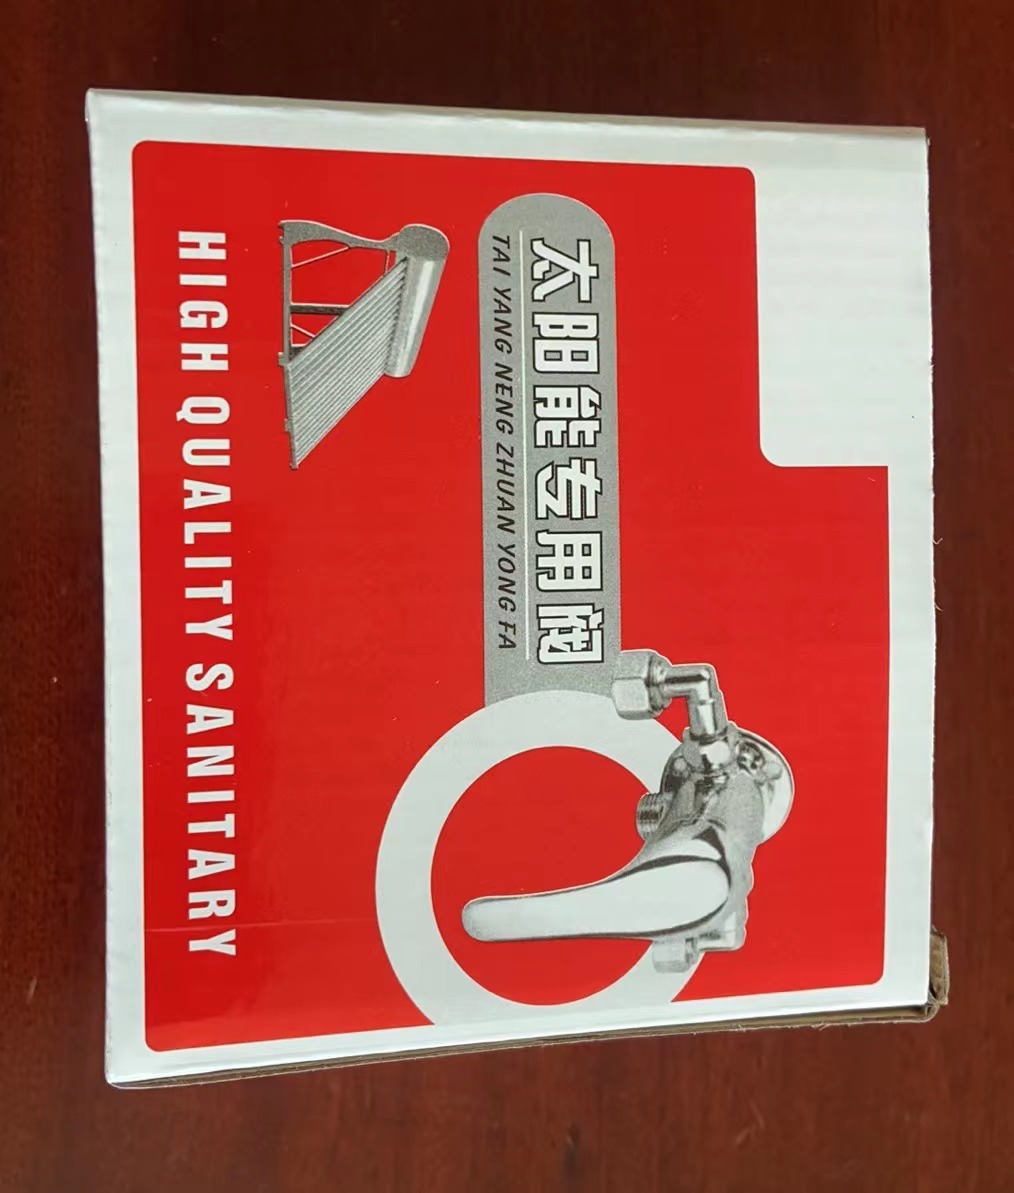 太阳能专用阀
TAI YANG NENG ZHUAN YONG FA
HIGH QUALITY SANITARY